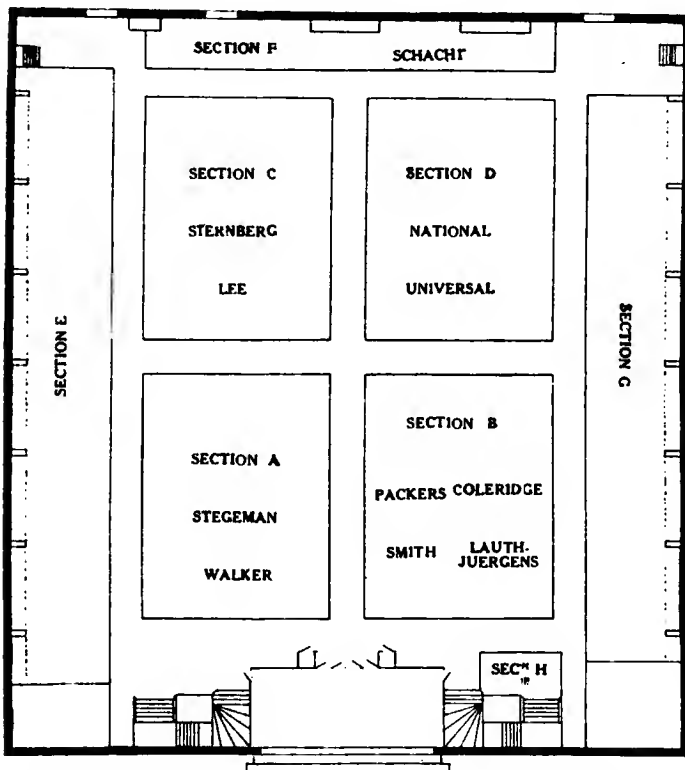 SECTION F
SCHACHT
SECTION C
STERNBERG
LEE
SECTION D
NATIONAL
UNIVERSAL
SECTION E
SECTION G
SECTION A
STEGEMAN
WALKER
SECTION B
PACKERS COLERIDGE
SMITH
LAUTH-
JUERGENS
SEC'N H